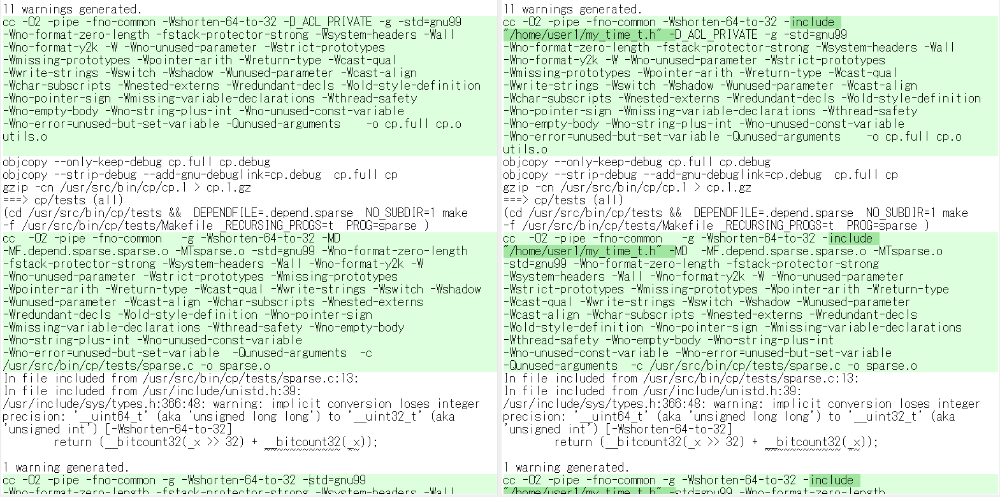 11 warnings generated.
cc -O2 -pipe -fno-common -Wshorten-64-to-32 -D_ACL_PRIVATE -g -std=gnu99
-Wno-format-zero-length -fstack-protector-strong -Wsystem-headers -Wall
-Wno-format-y2k -W -Wno-unused-parameter -Wstrict-prototypes
-Wmissing-prototypes -Wpointer-arith -Wreturn-type -Wcast-qual
-Wwrite-strings -Wswitch -Wshadow -Wunused-parameter -Wcast-align
-Wchar-subscripts -Wnested-externs -Wredundant-decls -Wold-style-definition
-Wno-pointer-sign -Wmissing-variable-declarations -Wthread-safety
-Wno-empty-body -Wno-string-plus-int -Wno-unused-const-variable
-Wno-error=unused-but-set-variable -Qunused-arguments    -o cp.full cp.o
utils.o
objcopy --only-keep-debug cp.full cp.debug
objcopy --strip-debug --add-gnu-debuglink=cp.debug  cp.full cp
gzip -cn /usr/src/bin/cp/cp.1 > cp.1.gz
===> cp/tests (all)
(cd /usr/src/bin/cp/tests &&  DEPENDFILE=.depend.sparse  NO_SUBDIR=1 make
-f /usr/src/bin/cp/tests/Makefile _RECURSING_PROGS=t  PROG=sparse )
cc  -O2 -pipe -fno-common   -g -Wshorten-64-to-32 -MD
-MF.depend.sparse.sparse.o -MTsparse.o -std=gnu99 -Wno-format-zero-length
-fstack-protector-strong -Wsystem-headers -Wall -Wno-format-y2k -W
-Wno-unused-parameter -Wstrict-prototypes -Wmissing-prototypes
-Wpointer-arith -Wreturn-type -Wcast-qual -Wwrite-strings -Wswitch -Wshadow
-Wunused-parameter -Wcast-align -Wchar-subscripts -Wnested-externs
-Wredundant-decls -Wold-style-definition -Wno-pointer-sign
-Wmissing-variable-declarations -Wthread-safety -Wno-empty-body
-Wno-string-plus-int -Wno-unused-const-variable
-Wno-error=unused-but-set-variable  -Qunused-arguments  -c
/usr/src/bin/cp/tests/sparse.c -o sparse.o
In file included from /usr/src/bin/cp/tests/sparse.c:13:
In file included from /usr/include/unistd.h:39:
/usr/include/sys/types.h:366:48: warning: implicit conversion loses integer
precision: '__uint64_t' (aka 'unsigned long long') to '__uint32_t' (aka
'unsigned int') [-Wshorten-64-to-32]
        return (__bitcount32(_x >> 32) + __bitcount32(_x));
~~~~~~~~~~~~ ~~
1 warning generated.
cc -O2 -pipe -fno-common -g -Wshorten-64-to-32 -std=gnu99
-Wno-format-zero-length -fstack-protector-strong -Wsystem-headers -Wall
11 warnings generated.
cc -O2 -pipe -fno-common -Wshorten-64-to-32 -include
"/home/user1/my_time_t.h" -D_ACL_PRIVATE -g -std=gnu99
-Wno-format-zero-length -fstack-protector-strong -Wsystem-headers -Wall
-Wno-format-y2k -W -Wno-unused-parameter -Wstrict-prototypes
-Wmissing-prototypes -Wpointer-arith -Wreturn-type -Wcast-qual
-Wwrite-strings -Wswitch -Wshadow -Wunused-parameter -Wcast-align
-Wchar-subscripts -Wnested-externs -Wredundant-decls -Wold-style-definition
-Wno-pointer-sign -Wmissing-variable-declarations -Wthread-safety
-Wno-empty-body -Wno-string-plus-int -Wno-unused-const-variable
-Wno-error=unused-but-set-variable -Qunused-arguments    -o cp.full cp.o
utils.o
objcopy --only-keep-debug cp.full cp.debug
objcopy --strip-debug --add-gnu-debuglink=cp.debug  cp.full cp
gzip -cn /usr/src/bin/cp/cp.1 > cp.1.gz
===> cp/tests (all)
(cd /usr/src/bin/cp/tests &&  DEPENDFILE=.depend.sparse  NO_SUBDIR=1 make
-f /usr/src/bin/cp/tests/Makefile _RECURSING_PROGS=t  PROG=sparse )
cc  -O2 -pipe -fno-common   -g -Wshorten-64-to-32 -include
"/home/user1/my_time_t.h" -MD  -MF.depend.sparse.sparse.o -MTsparse.o
-std=gnu99 -Wno-format-zero-length -fstack-protector-strong
-Wsystem-headers -Wall -Wno-format-y2k -W -Wno-unused-parameter
-Wstrict-prototypes -Wmissing-prototypes -Wpointer-arith -Wreturn-type
-Wcast-qual -Wwrite-strings -Wswitch -Wshadow -Wunused-parameter
-Wcast-align -Wchar-subscripts -Wnested-externs -Wredundant-decls
-Wold-style-definition -Wno-pointer-sign -Wmissing-variable-declarations
-Wthread-safety -Wno-empty-body -Wno-string-plus-int
-Wno-unused-const-variable -Wno-error=unused-but-set-variable
-Qunused-arguments  -c /usr/src/bin/cp/tests/sparse.c -o sparse.o
In file included from /usr/src/bin/cp/tests/sparse.c:13:
In file included from /usr/include/unistd.h:39:
/usr/include/sys/types.h:366:48: warning: implicit conversion loses integer
precision: '__uint64_t' (aka 'unsigned long long') to '__uint32_t' (aka
'unsigned int') [-Wshorten-64-to-32]
        return (__bitcount32(_x >> 32) + __bitcount32(_x));
~~~~~~~~~~~~ ~~
1 warning generated.
cc -O2 -pipe -fno-common -g -Wshorten-64-to-32 -include
"/home/user1/my_time_t.h" -std=gnu99 -Wno-format-zero-length